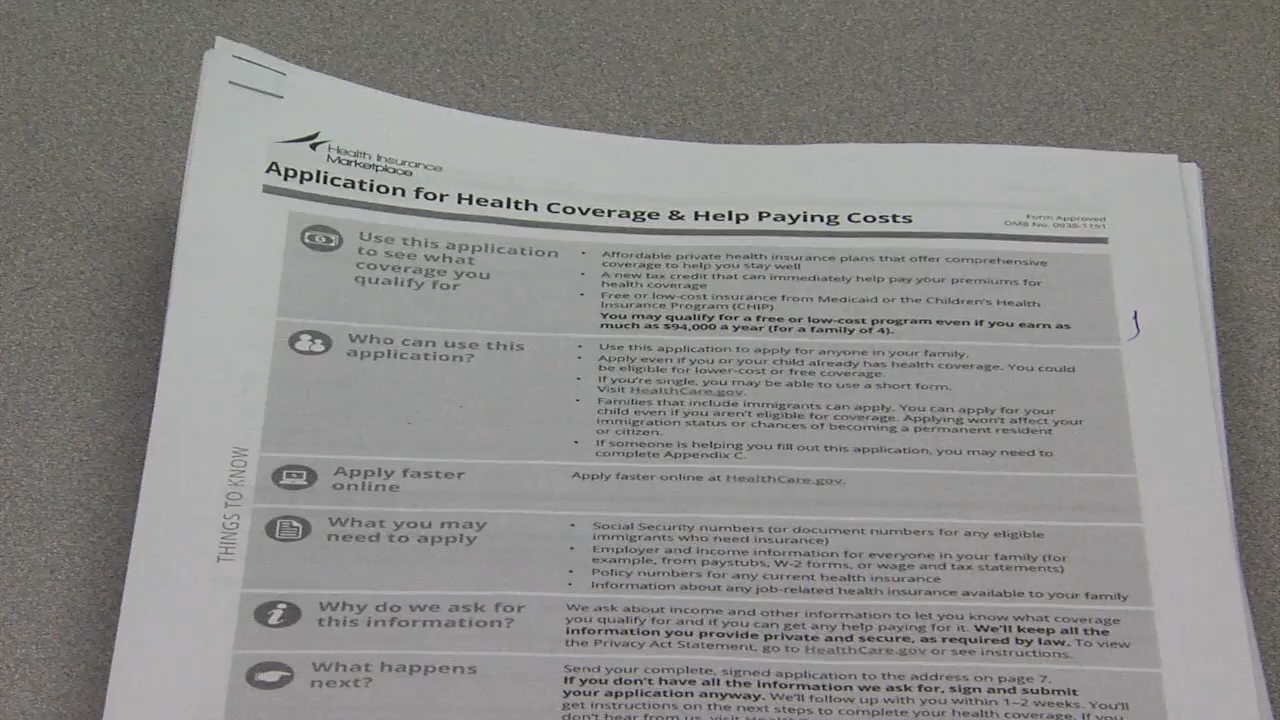 Health Insurance
Marketplace
Application for Health Coverage & Help Paying Costs
Form Approved
OMB No. 0938-1191
THINGS TO KNOW
Use this application
to see what
coverage you
qualify for
• Affordable private health insurance plans that offer comprehensive
coverage to help you stay well
• A new tax credit that can immediately help pay your premiums for
health coverage
• Free or low-cost insurance from Medicaid or the Children's Health
Insurance Program (CHIP)
You may qualify for a free or low-cost program even if you earn as
much as $94,000 a year (for a family of 4).
Who can use this
application?
• Use this application to apply for anyone in your family.
• Apply even if you or your child already has health coverage. You could
be eligible for lower-cost or free coverage.
• If you're single, you may be able to use a short form.
Visit HealthCare.gov.
• Families that include immigrants can apply. You can apply for your
child even if you aren't eligible for coverage. Applying won't affect your
immigration status or chances of becoming a permanent resident
or citizen.
• If someone is helping you fill out this application, you may need to
complete Appendix C.
Apply faster
online
Apply faster online at HealthCare.gov.
What you may
need to apply
• Social Security numbers (or document numbers for any eligible
immigrants who need insurance)
• Employer and income information for everyone in your family (for
example, from paystubs, W-2 forms, or wage and tax statements)
• Policy numbers for any current health insurance
• Information about any job-related health insurance available to your family
Why do we ask for
this information?
We ask about income and other information to let you know what coverage
you qualify for and if you can get any help paying for it. We'll keep all the
information you provide private and secure, as required by law. To view
the Privacy Act Statement, go to HealthCare.gov or see instructions.
What happens
next?
Send your complete, signed application to the address on page 7.
If you don't have all the information we ask for, sign and submit
your application anyway. We'll follow up with you within 1–2 weeks. You'll
get instructions on the next steps to complete your health coverage. If you
don't hear from us, visit